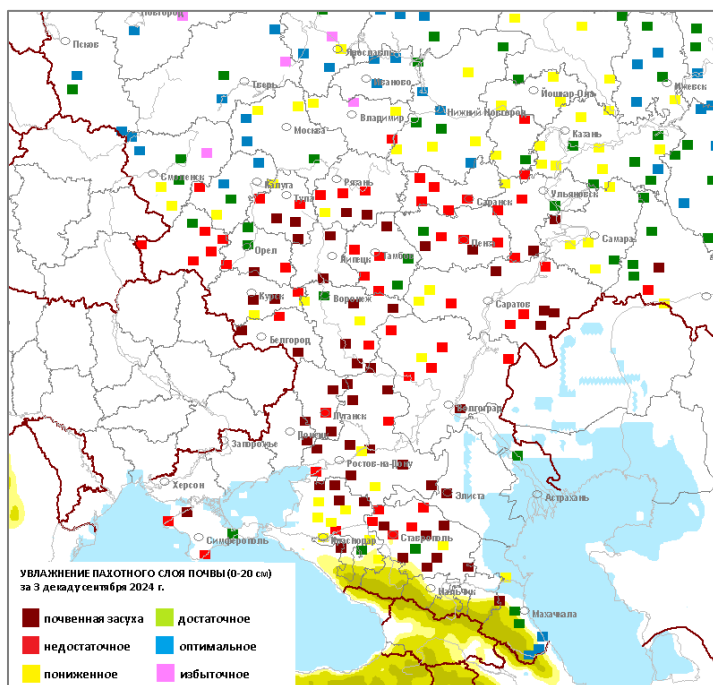 Новгород
Псков
Ярославль
Тверь
Иваново
Ижевск
Йошкар-Ола
Владимир
Нижний Новгород
Москва
Казань
Смоленск
Калуга
Рязань
Тула
Саранск
Ульяновск
Орел
Пенза
Самара
Липецк
Тамбов
Курск
Воронеж
Саратов
Белгород
Луганск
Волгоград
Запорожье
Ростов-на-Дону
Херсон
Элиста
Астрахань
Симферополь
Краснодар
Ставрополь
Нальчик
Махачкала
УВЛАЖНЕНИЕ ПАХОТНОГО СЛОЯ ПОЧВЫ (0-20 см)
за 3 декаду сентября 2024 г.
почвенная засуха
достаточное
недостаточное
оптимальное
пониженное
избыточное